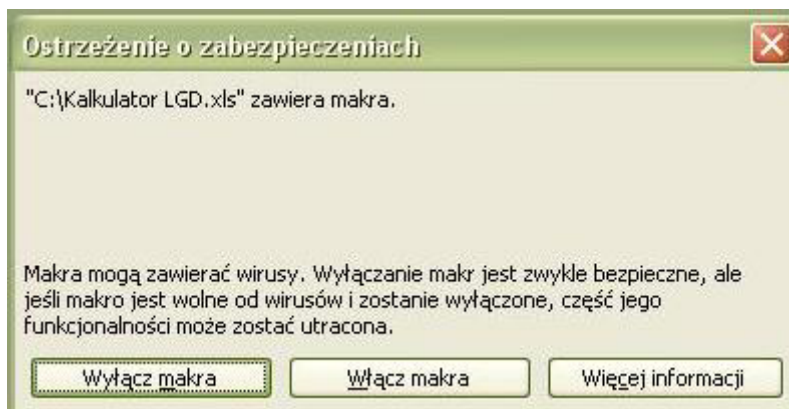 Ostrzeżenie o zabezpieczeniach
"C:\Kalkulator LGD.xls" zawiera makra.
Makra mogą zawierać wirusy. Wyłączanie makr jest zwykle bezpieczne, ale
jeśli makro jest wolne od wirusów i zostanie wyłączone, część jego
funkcjonalności może zostać utracona.
Wyłącz makra Włącz makra Więcej informacji